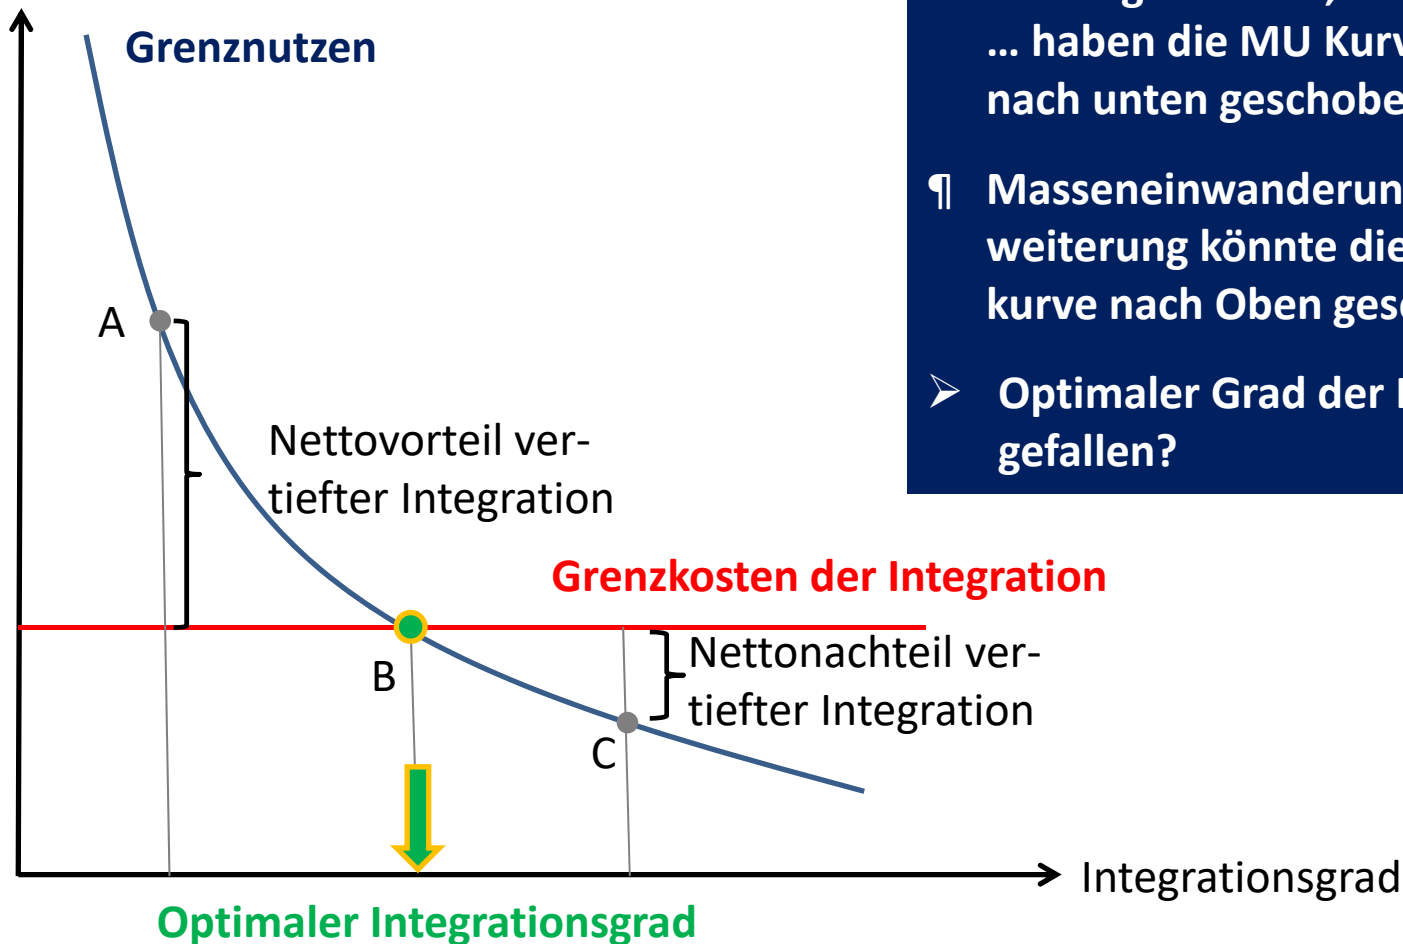 Grenznutzen
… haben die MU Kurv
nach unten geschobe
¶ Masseneinwanderun
weiterung könnte die
kurve nach Oben ges
➢ Optimaler Grad der
gefallen?
A
Nettovorteil ver-
tiefter Integration
Grenzkosten der Integration
B
Nettonachteil ver-
tiefter Integration
C
Integrationsgrad
Optimaler Integrationsgrad